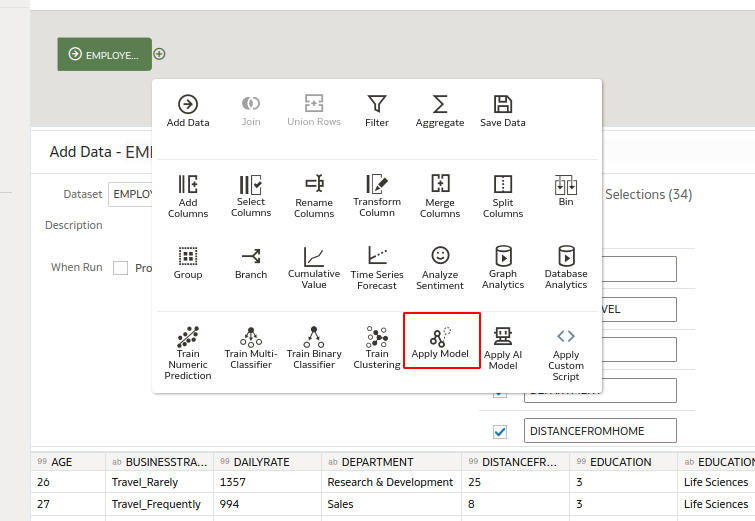 EMPLOYE...
Add Data
Join
Union Rows
Filter
Aggregate
Save Data
Add Data - EM
Dataset
EMPLOY
Selections (34)
Description
When Run
Pro
Add
Columns
Select
Columns
Rename
Columns
Transform
Column
Merge
Columns
Split
Columns
Bin
Group
Branch
Cumulative
Value
Time Series
Forecast
Analyze
Sentiment
Graph
Analytics
Database
Analytics
VEL
Train
Numeric
Prediction
Train Multi-
Classifier
Train Binary
Classifier
Train
Clustering
Apply Model
Apply AI
Model
Apply
Custom
Script
DISTANCEFROMHOME
99 AGE
ab BUSINESSTRA...
99 DAILYRATE
ab DEPARTMENT
99 DISTANCEFR...
99 EDUCATION
ab EDUCATION
26 Travel_Rarely 1357 Research & Development 25 3 Life Sciences
27 Travel_Frequently 994 Sales 8 3 Life Sciences